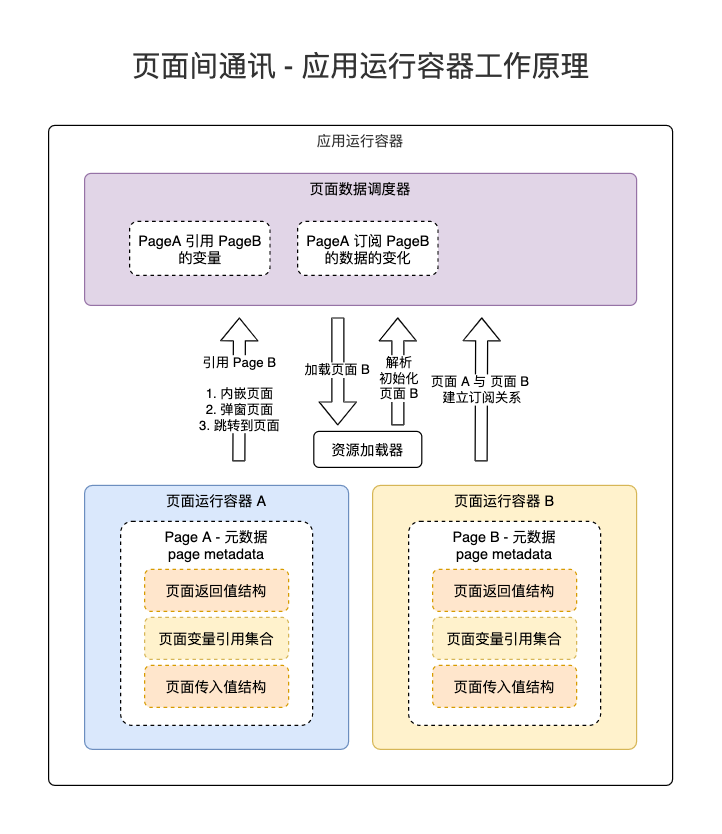 页面间通讯 - 应用运行容器工作原理
应用运行容器
页面数据调度器
PageA 引用 PageB
的变量
PageA 订阅 PageB
的数据的变化
引用 Page B
1. 内嵌页面
2. 弹窗页面
3. 跳转到页面
加载页面 B
解析
初始化
页面 B
页面 A 与 页面 B
建立订阅关系
资源加载器
页面运行容器 A
Page A - 元数据
page metadata
页面返回值结构
页面变量引用集合
页面传入值结构
页面运行容器 B
Page B - 元数据
page metadata
页面返回值结构
页面变量引用集合
页面传入值结构